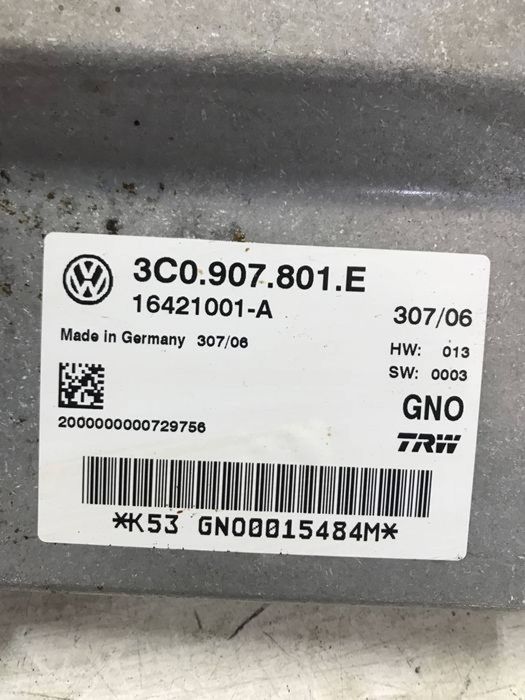 3C0.907.801.E
16421001-A
307/06
Made in Germany 307/06
HW: 013
SW: 0003
GNO
2000000000729756
TRW
*K53 GNO0015484M*